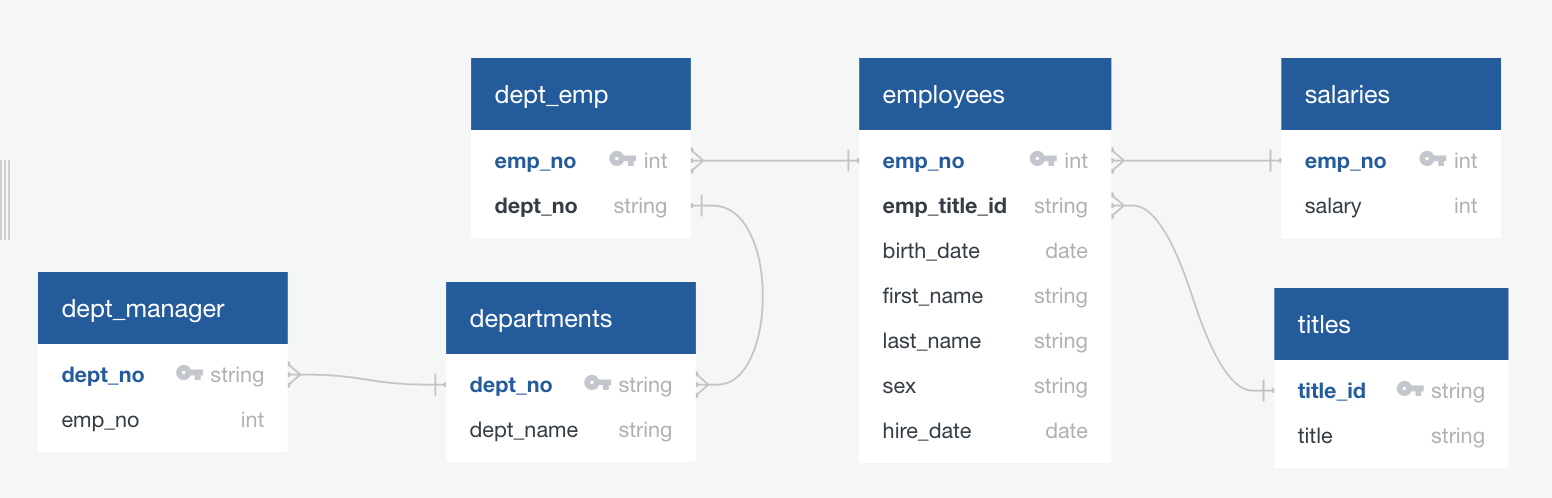 dept_emp
emp_no int
dept_no string
employees
emp_no int
emp_title_id string
birth_date date
first_name string
last_name string
sex string
hire_date date
salaries
emp_no int
salary int
dept_manager
dept_no string
emp_no int
departments
dept_no string
dept_name string
titles
title_id string
title string